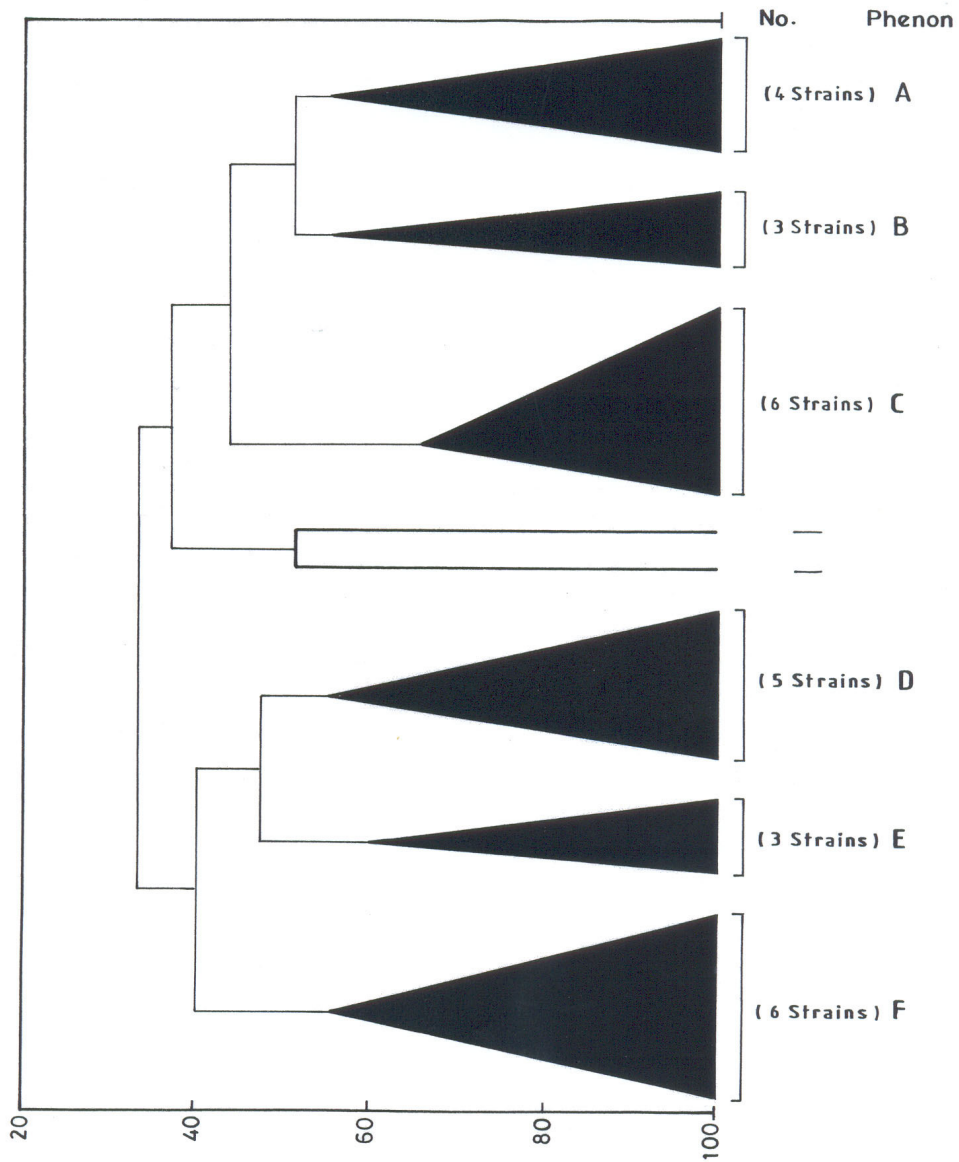 No. Phenon
(4 Strains) A
(3 Strains) B
(6 Strains) C
—
—
(5 Strains) D
(3 Strains) E
(6 Strains) F
20 40 60 80 100